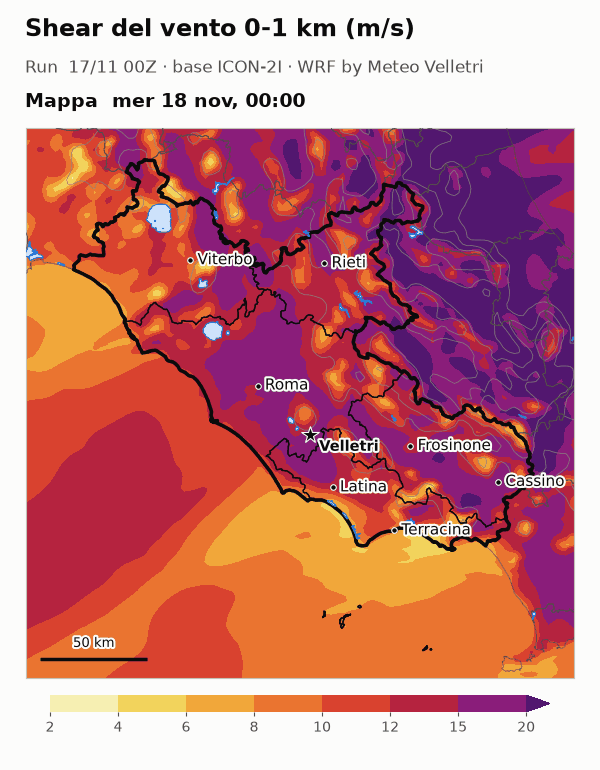 Shear del vento 0-1 km (m/s)
Run  17/11 00Z · base ICON-2I · WRF by Meteo Velletri
Mappa  mer 18 nov, 00:00
Viterbo
Rieti
Roma
Velletri
Frosinone
Cassino
Latina
Terracina
50 km
2 4 6 8 10 12 15 20